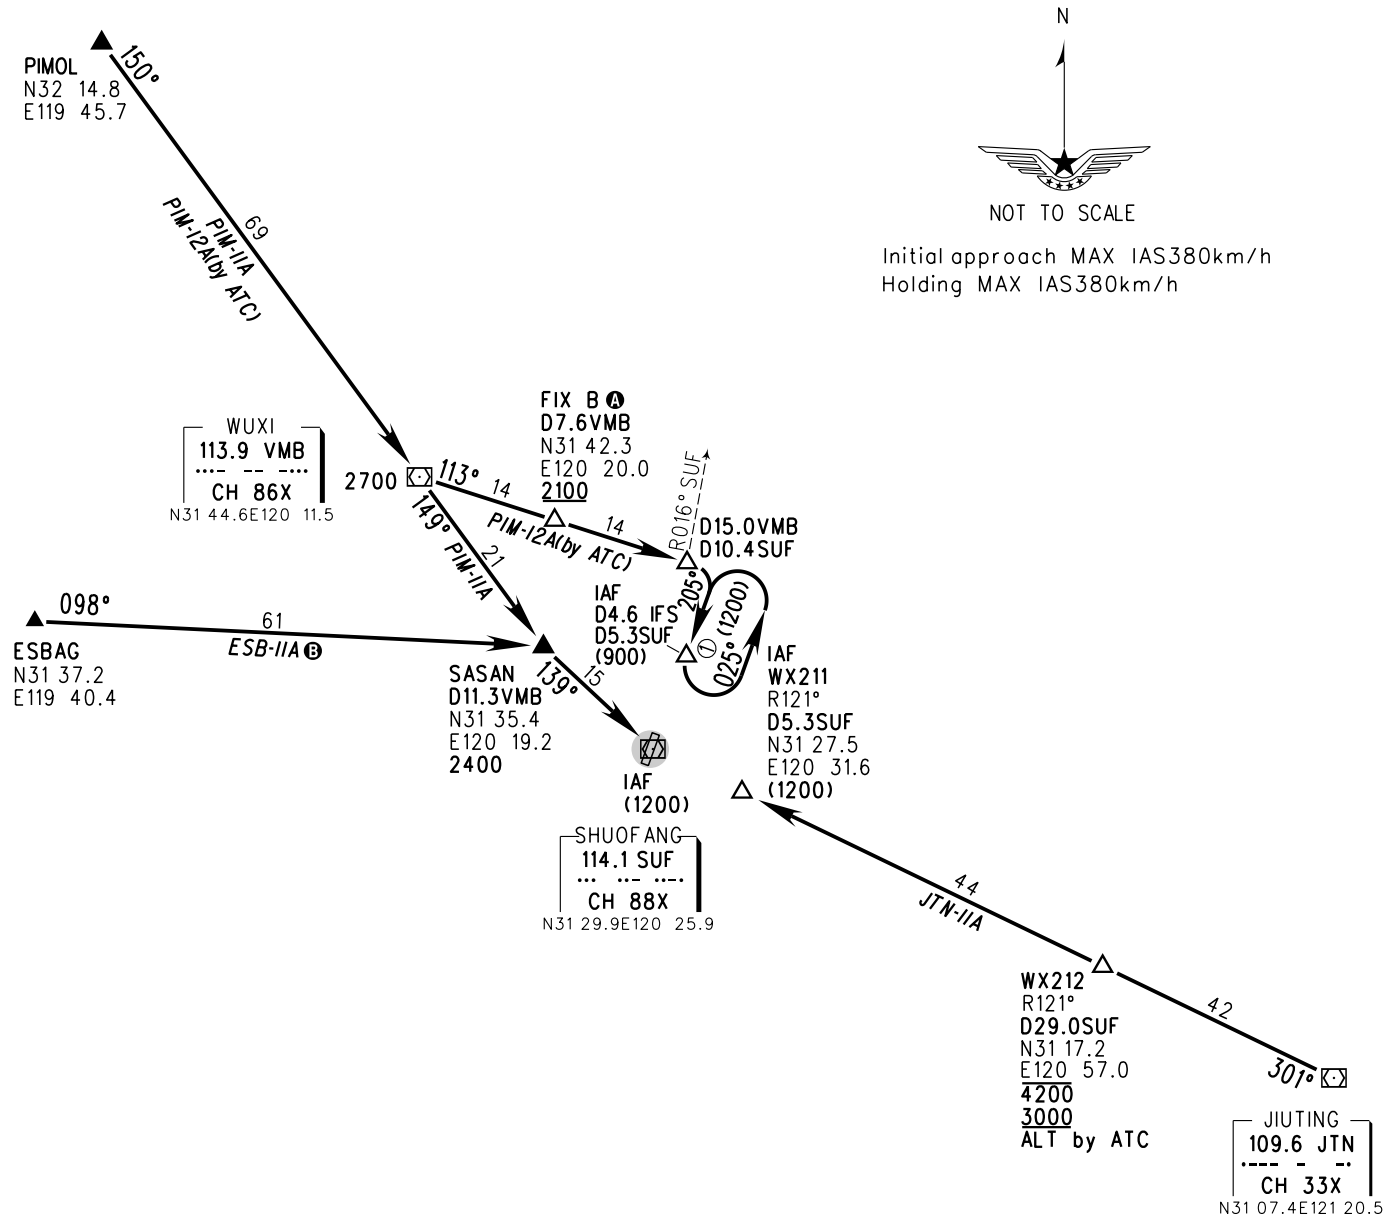 N
NOT TO SCALE
Initial approach MAX IAS380km/h
Holding MAX IAS380km/h
PIMOL
N32 14.8
E119 45.7
150°
69
PIM-11A
PIM-12A(by ATC)
WUXI
113.9 VMB
CH 86X
N31 44.6E120 11.5
2700
113°
14
FIX B A
D7.6VMB
N31 42.3
E120 20.0
2100
PIM-12A(by ATC)
14
R016° SUF
D15.0VMB
D10.4SUF
149°
PIM-11A
21
205°
IAF
D4.6 IFS
D5.3SUF
(900)
1
025° (1200)
098°
61
ESB-11A B
ESBAG
N31 37.2
E119 40.4
SASAN
D11.3VMB
N31 35.4
E120 19.2
2400
139°
15
IAF
(1200)
SHUOFANG
114.1 SUF
CH 88X
N31 29.9E120 25.9
IAF
WX211
R121°
D5.3SUF
N31 27.5
E120 31.6
(1200)
44
JTN-11A
WX212
R121°
D29.0SUF
N31 17.2
E120 57.0
4200
3000
ALT by ATC
42
301°
JIUTING
109.6 JTN
CH 33X
N31 07.4E121 20.5